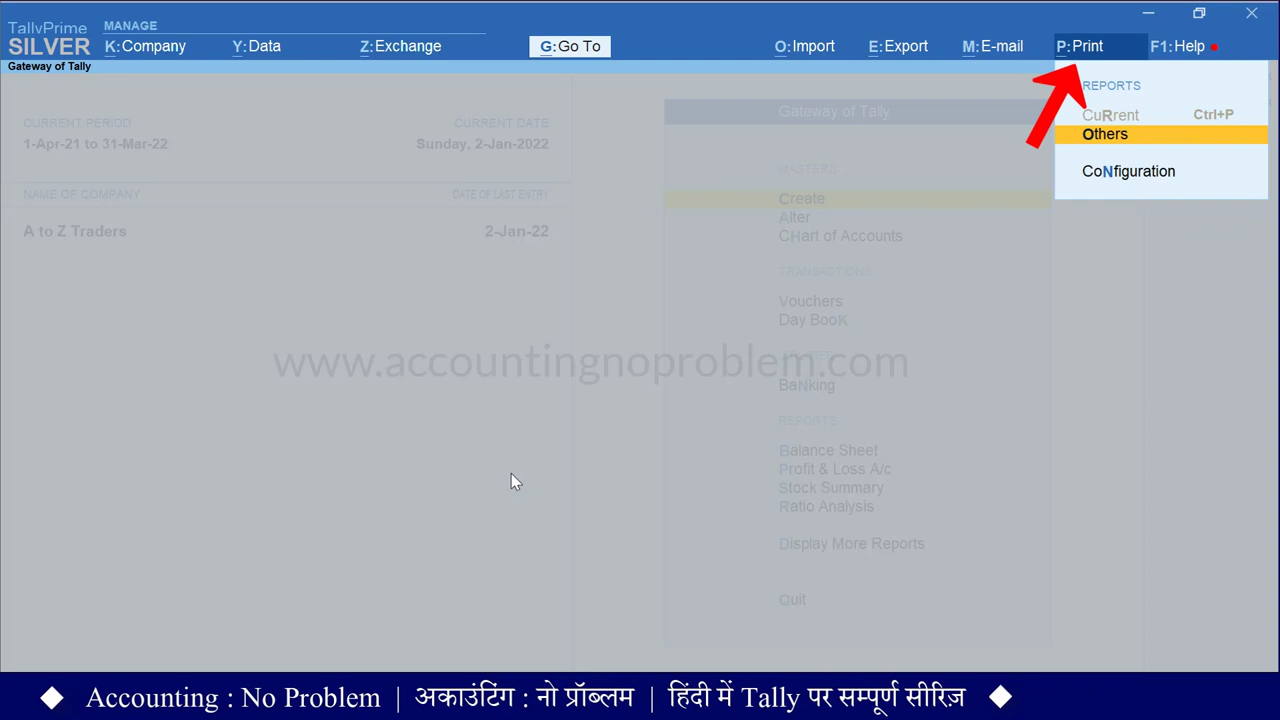 TallyPrime
SILVER
MANAGE
K:Company Y:Data Z:Exchange G:Go To O:Import E:Export M:E-mail P:Print F1:Help
Gateway of Tally
REPORTS
CuRrent Ctrl+P
Others
CoNfiguration
CURRENT PERIOD CURRENT DATE
1-Apr-21 to 31-Mar-22 Sunday, 2-Jan-2022
NAME OF COMPANY DATE OF LAST ENTRY
A to Z Traders 2-Jan-22
Gateway of Tally
MASTERS
Create
Alter
CHart of Accounts
TRANSACTIONS
Vouchers
Day BooK
www.accountingnoproblem.com
BaNking
REPORTS
Balance Sheet
Profit & Loss A/c
Stock Summary
Ratio Analysis
Display More Reports
Quit
Accounting : No Problem | अकाउंटिंग : नो प्रॉब्लम | हिंदी में Tally पर सम्पूर्ण सीरिज़